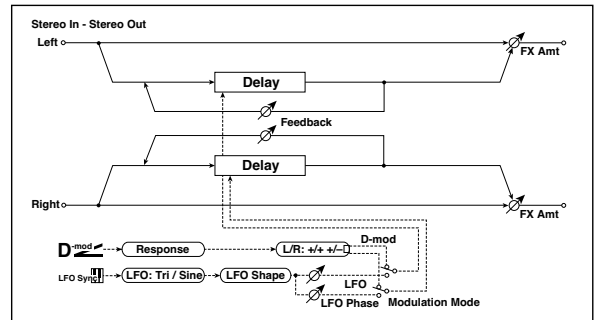 Stereo In - Stereo Out
Left
FX Amt
Delay
Feedback
Delay
Right
FX Amt
D-mod
Response
L/R: +/+ +/–
D-mod
LFO Sync
LFO: Tri / Sine
LFO Shape
LFO
LFO Phase
Modulation Mode